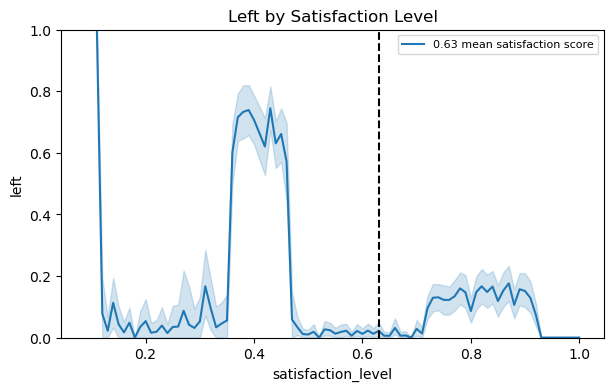 Left by Satisfaction Level
1.0
0.63 mean satisfaction score
0.8
0.6
left
0.4
0.2
0.0
0.2
0.4
0.6
0.8
1.0
satisfaction_level